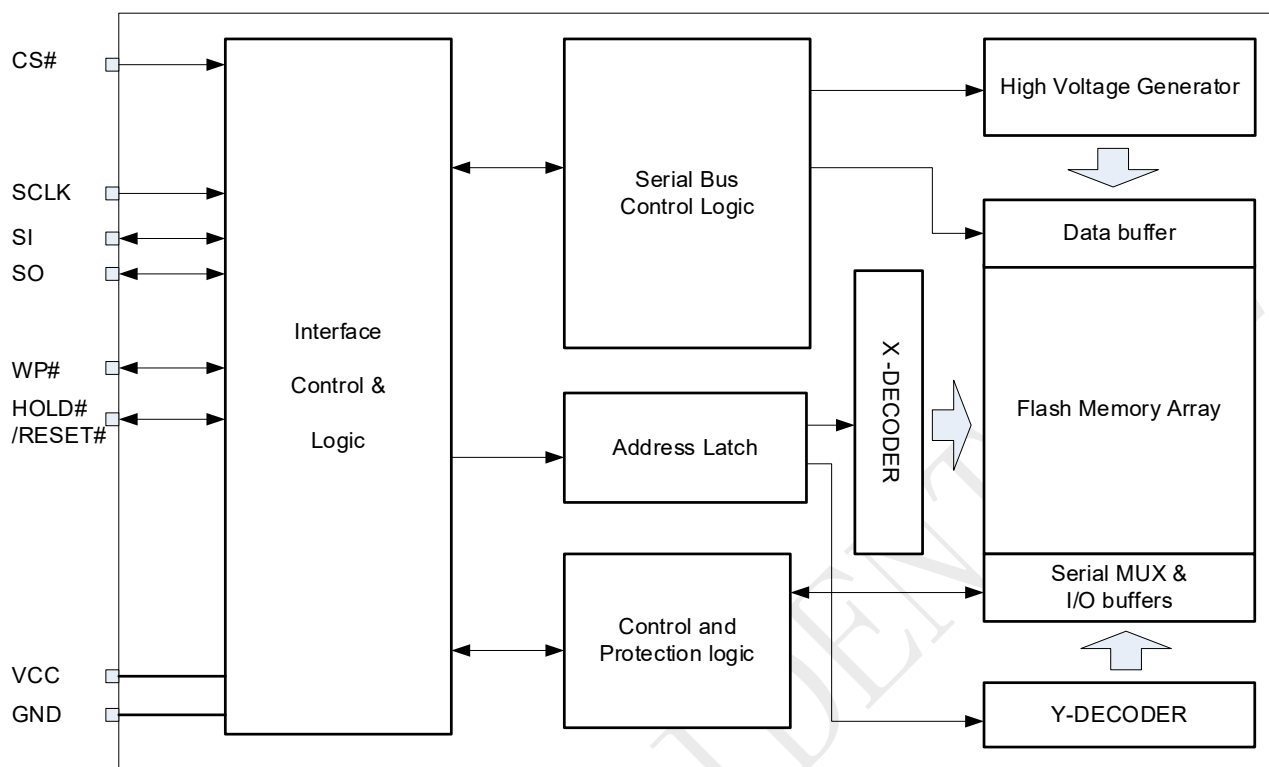 CS#
SCLK
SI
SO
WP#
HOLD#
/RESET#
VCC
GND
Interface
Control &
Logic
Serial Bus
Control Logic
Address Latch
Control and
Protection logic
X-DECODER
High Voltage Generator
Data buffer
Flash Memory Array
Serial MUX &
I/O buffers
Y-DECODER